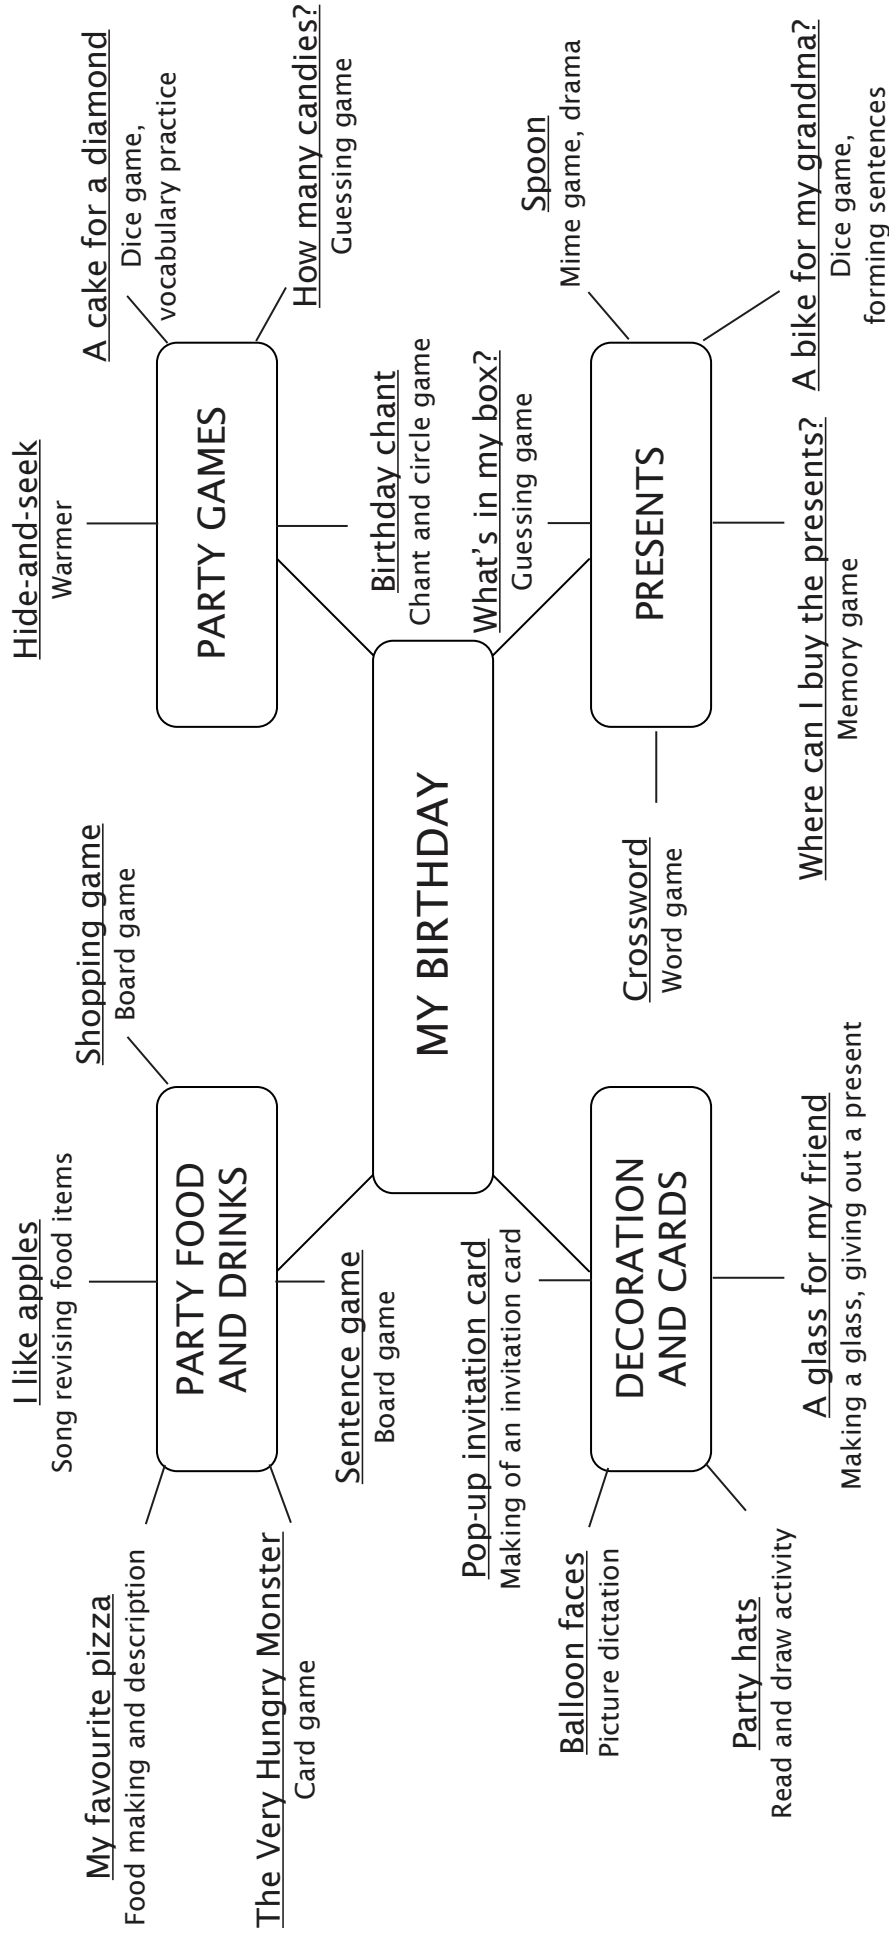 MY BIRTHDAY
PARTY FOOD
AND DRINKS
I like apples
Song revising food items
Shopping game
Board game
My favourite pizza
Food making and description
The Very Hungry Monster
Card game
Sentence game
Board game
PARTY GAMES
Hide-and-seek
Warmer
A cake for a diamond
Dice game,
vocabulary practice
How many candies?
Guessing game
Birthday chant
Chant and circle game
DECORATION
AND CARDS
Pop-up invitation card
Making of an invitation card
Balloon faces
Picture dictation
Party hats
Read and draw activity
A glass for my friend
Making a glass, giving out a present
PRESENTS
What's in my box?
Guessing game
Spoon
Mime game, drama
A bike for my grandma?
Dice game,
forming sentences
Where can I buy the presents?
Memory game
Crossword
Word game